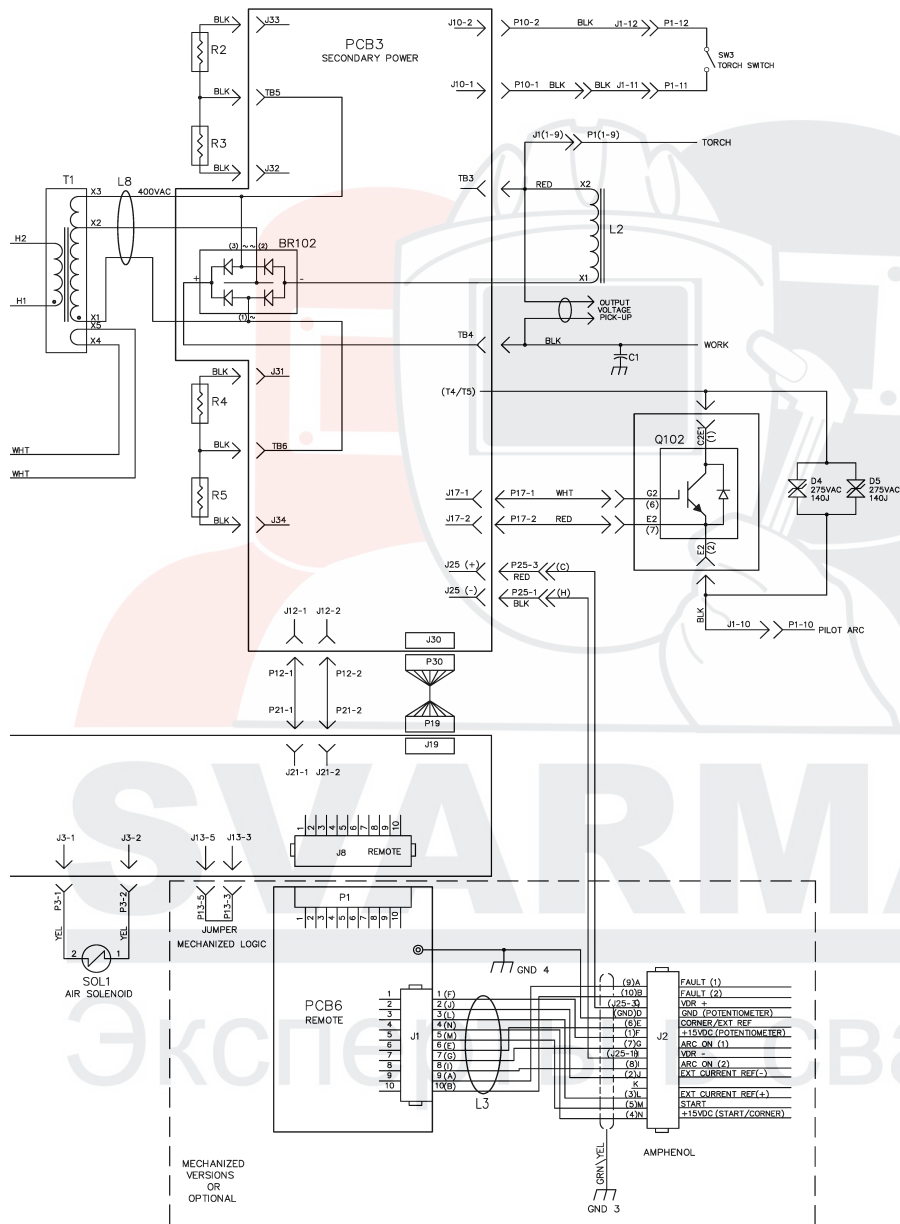 BLK J33 J10-2 P10-2 BLK J1-12 P1-12
R2 PCB3
SECONDARY POWER
SW3
TORCH SWITCH
BLK TB5 J10-1 P10-1 BLK BLK J1-11 P1-11
R3
J1(1-9) P1(1-9) TORCH
BLK J32
T1 L8 TB3 RED X2
X3 400VAC
X2 L2
H2 (3) ~ ~ (2) BR102
+ -
X1
H1 (1) ~
OUTPUT
VOLTAGE
PICK-UP
X1
X5
X4
TB4 BLK WORK
C1
BLK J31
(T4/T5)
R4
C2E1
(1)
Q102
BLK TB6
D4
275VAC
140J
D5
275VAC
140J
WHT
WHT
R5
J17-1 P17-1 WHT G2
(6)
BLK J34 J17-2 P17-2 RED E2
(7)
E2
(2)
J25 (+) P25-3 (C)
RED
J25 (-) P25-1 (H)
BLK
BLK
J12-1 J12-2
J1-10 P1-10 PILOT ARC
J30
P30
P12-1 P12-2
P21-1 P21-2
P19
J19
J21-1 J21-2
SVARMA
J3-1 J3-2 J13-5 J13-3
1 2 3 4 5 6 7 8 9 10
J8 REMOTE
P3-1 P3-2 P13-5 P13-3
P1
1 2 3 4 5 6 7 8 9 10
YEL YEL
JUMPER
MECHANIZED LOGIC
2 1
SOL1
AIR SOLENOID
GND 4
Эксперты в сва
PCB6
REMOTE
J1
1 1 (F)
2 2 (J)
3 3 (L)
4 4 (N)
5 5 (M)
6 6 (E)
7 7 (G)
8 8 (I)
9 9 (A)
10 10(B)
L3
J2
(9)A FAULT (1)
(10)B FAULT (2)
(J25-3)C VDR +
(GND)D GND (POTENTIOMETER)
(6)E CORNER/EXT REF
(1)F +15VDC (POTENTIOMETER)
(7)G ARC ON (1)
(J25-1)H VDR -
(8)I ARC ON (2)
(2)J EXT CURRENT REF(-)
K
(3)L EXT CURRENT REF(+)
(5)M START
(4)N +15VDC (START/CORNER)
AMPHENOL
GRN\YEL
GND 3
MECHANIZED
VERSIONS
OR
OPTIONAL